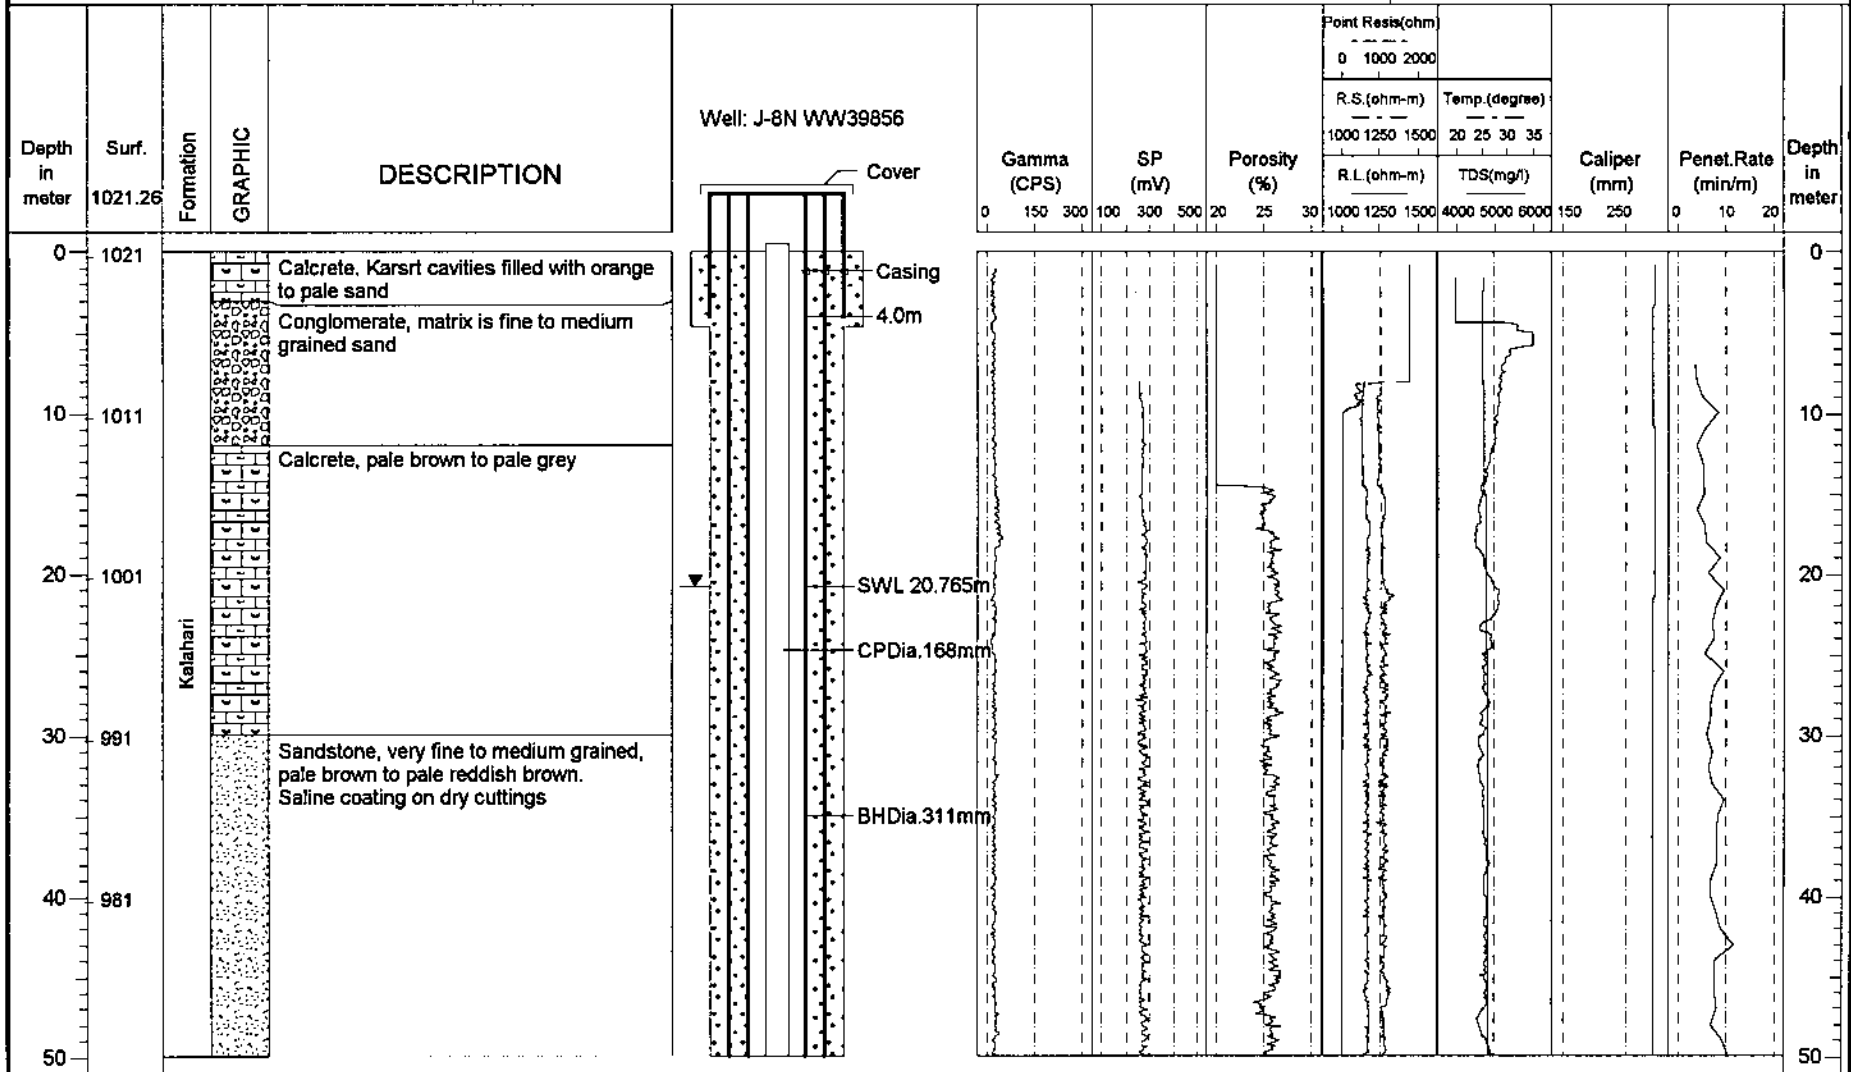 Depth
in
meter
Surf.
1021.26
Formation
GRAPHIC
DESCRIPTION
Well: J-8N WW39856
Cover
Gamma
(CPS)
0 150 300
SP
(mV)
100 300 500
Porosity
(%)
20 25 30
Point Resis(ohm)
0 1000 2000
R.S.(ohm-m)
1000 1250 1500
R.L.(ohm-m)
1000 1250 1500
Temp.(degree)
20 25 30 35
TDS(mg/l)
4000 5000 6000
Caliper
(mm)
150 250
Penet.Rate
(min/m)
0 10 20
Depth
in
meter
0
10
20
30
40
50
1021
1011
1001
991
981
Kalahari
Calcrete, Karsrt cavities filled with orange
to pale sand
Conglomerate, matrix is fine to medium
grained sand
Calcrete, pale brown to pale grey
Sandstone, very fine to medium grained,
pale brown to pale reddish brown.
Saline coating on dry cuttings
Casing
4.0m
SWL 20.765m
CPDia.168mm
BHDia.311mm
0
10
20
30
40
50